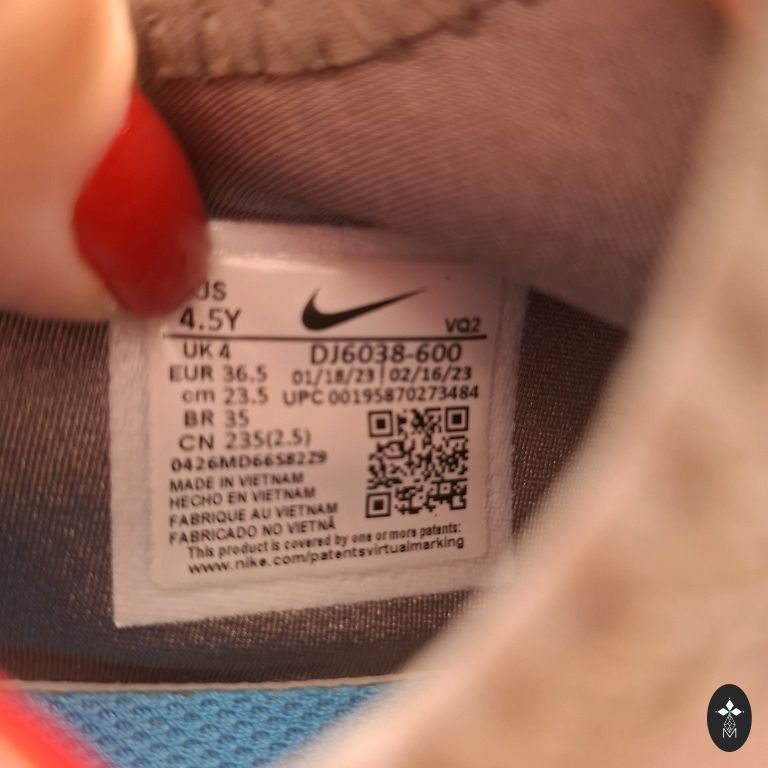 US
4.5Y
VQ2
UK 4
DJ6038-600
EUR 36.5
01/18/23 | 02/16/23
cm 23.5
UPC 00195870273484
BR 35
CN 235(2.5)
0426MD66S82Z9
MADE IN VIETNAM
HECHO EN VIETNAM
FABRIQUE AU VIETNAM
FABRICADO NO VIETNÃ
This product is covered by one or more patents:
www.nike.com/patentsvirtualmarking
M